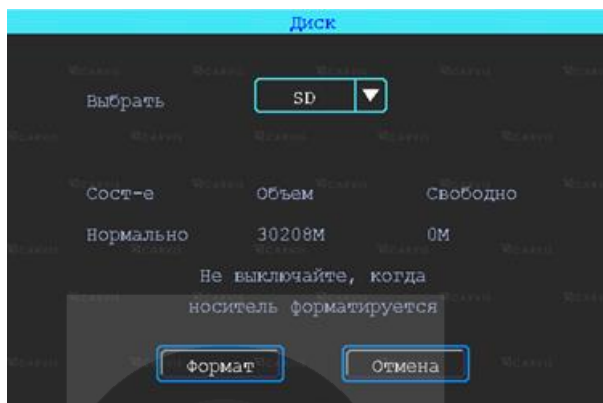 Диск
Выбрать SD
Сост-е Объем Свободно
Нормально 30208M 0M
Не выключайте, когда
носитель форматируется
Формат Отмена